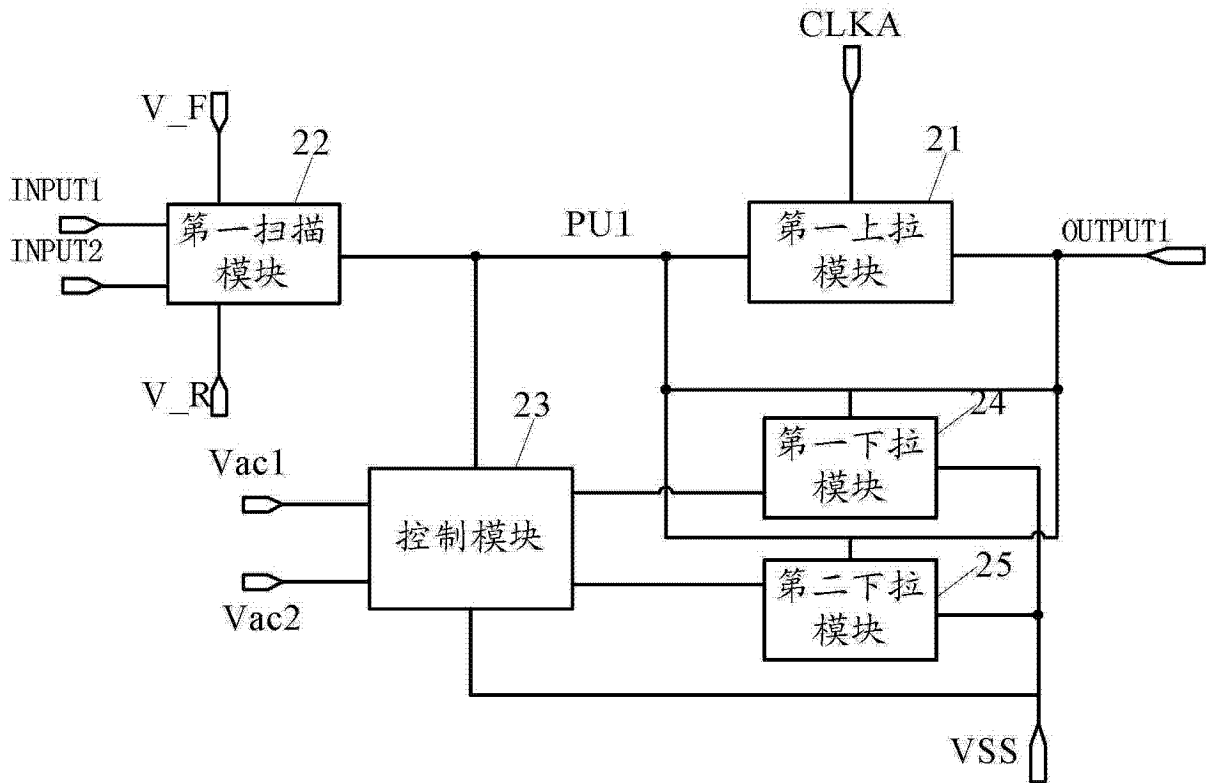 CLKA
V_F
22
21
INPUT1
第一扫描
模块
PU1
第一上拉
模块
OUTPUT1
INPUT2
V_R
23
24
Vac1
第一下拉
模块
控制模块
25
Vac2
第二下拉
模块
VSS